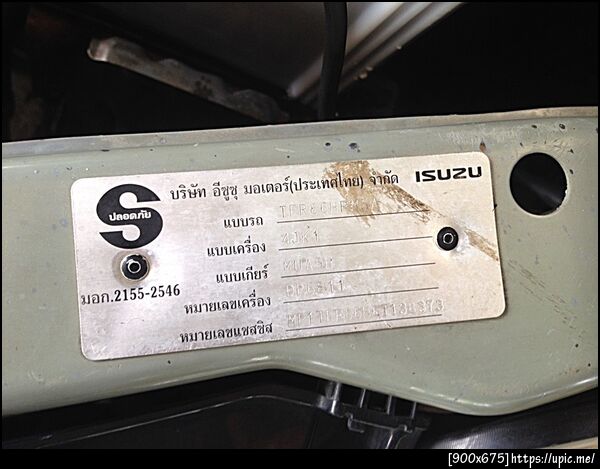 บริษัท อีซูซุ มอเตอร์(ประเทศไทย) จำกัด ISUZU
S
ปลอดภัย
มอก.2155-2546
แบบรถ
แบบเครื่อง 4JK1
แบบเกียร์
หมายเลขเครื่อง
หมายเลขแชสซิส
[900x675]https://upic.me/